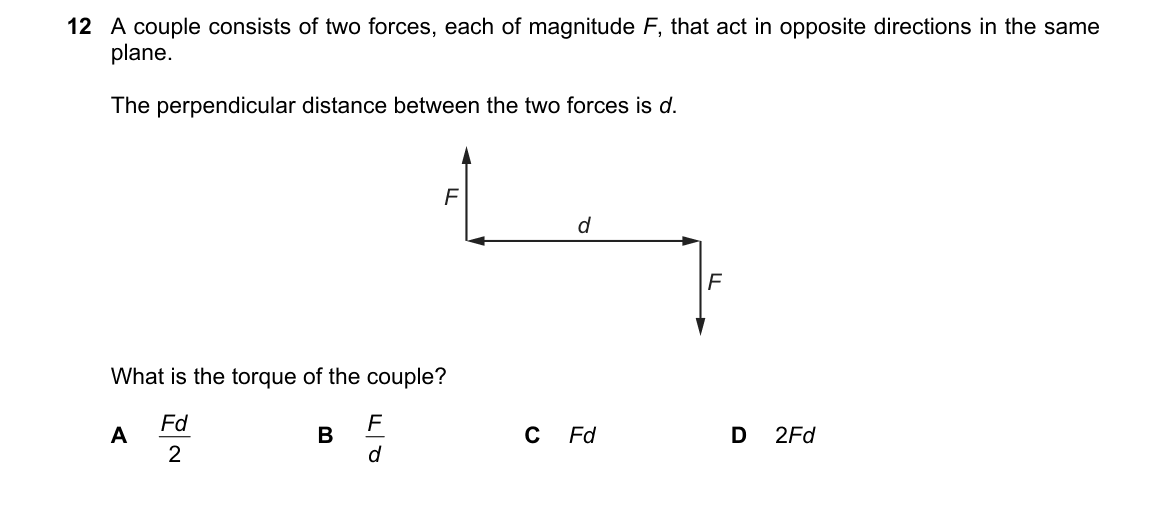 12 A couple consists of two forces, each of magnitude F, that act in opposite directions in the same
plane.
The perpendicular distance between the two forces is d.
F
d
F
What is the torque of the couple?
A Fd/2 B F/d C Fd D 2Fd